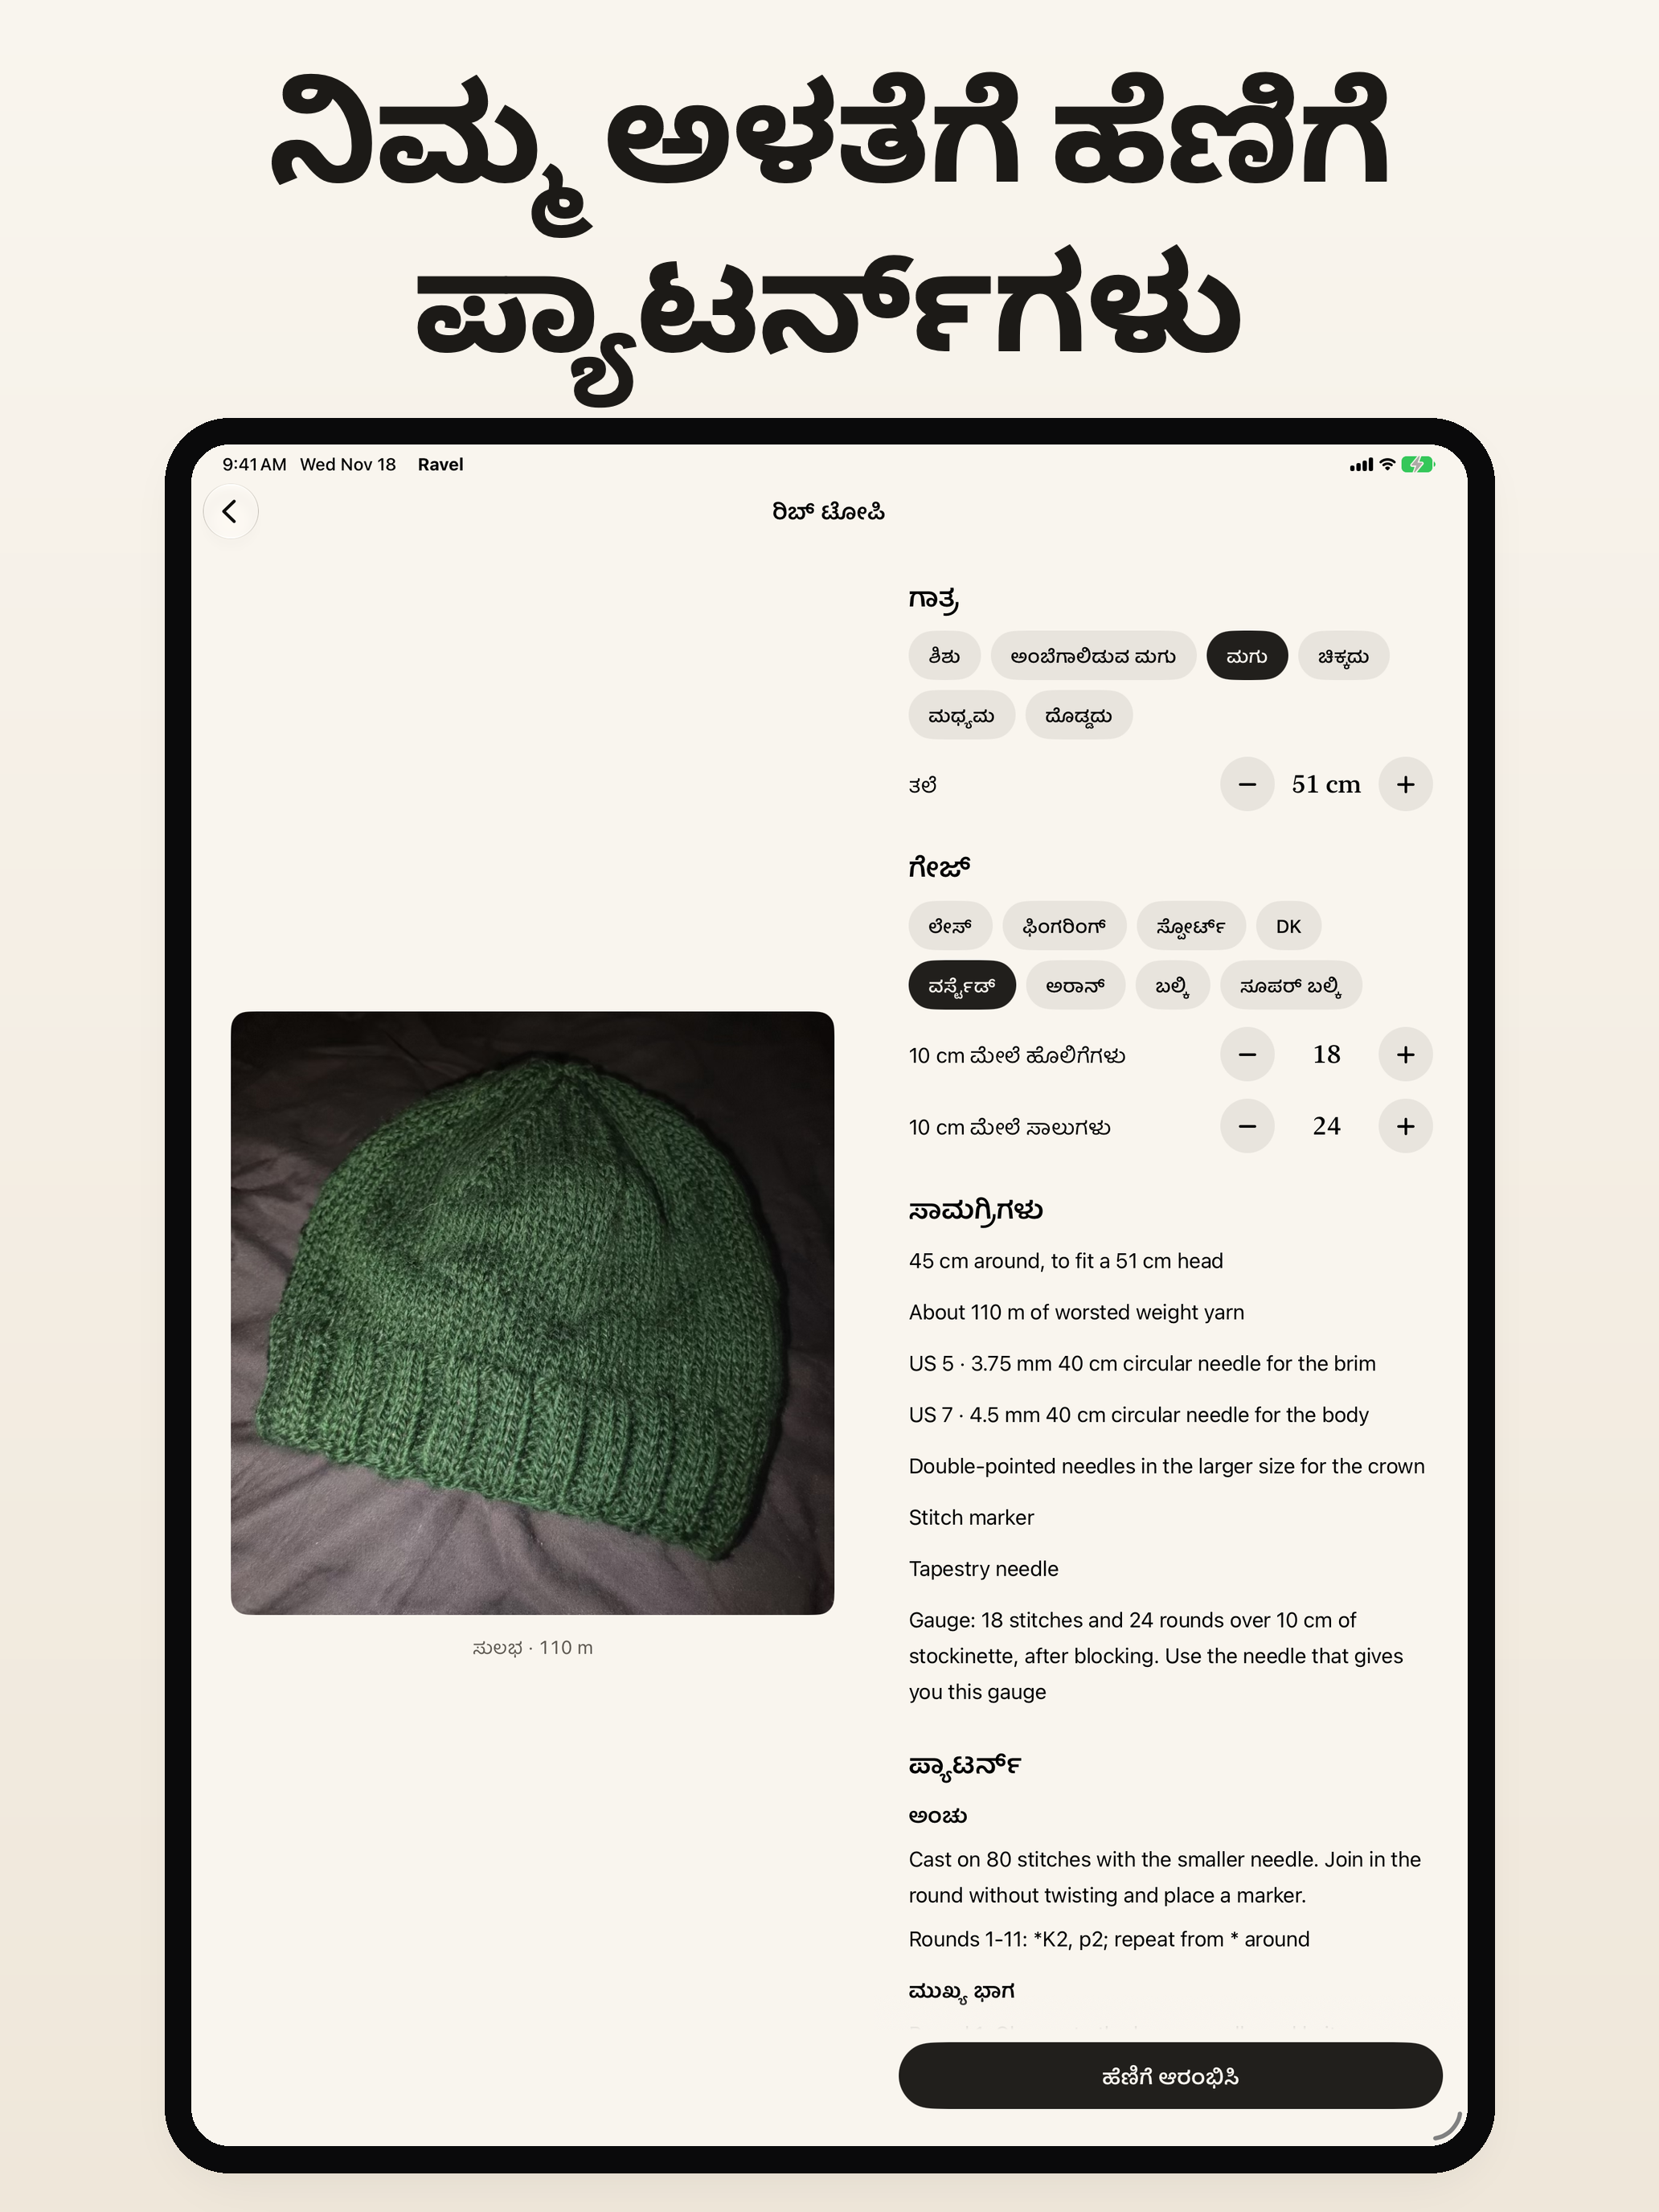 ನಿಮ್ಮ ಅಳತೆಗೆ ಹೆಣಿಗೆ
ಪ್ಯಾಟರ್ನ್‌ಗಳು
9:41 AM Wed Nov 18 Ravel
ರಿಬ್ ಟೋಪಿ
ಗಾತ್ರ
ಶಿಶು ಅಂಬೆಗಾಲಿಡುವ ಮಗು ಮಗು ಚಿಕ್ಕದು
ಮಧ್ಯಮ ದೊಡ್ಡದು
ತಲೆ − 51 cm +
ಗೇಜ್
ಲೇಸ್ ಫಿಂಗರಿಂಗ್ ಸ್ಪೋರ್ಟ್ DK
ವರ್ಸ್ಟೆಡ್ ಅರಾನ್ ಬಲ್ಕಿ ಸೂಪರ್ ಬಲ್ಕಿ
10 cm ಮೇಲೆ ಹೊಲಿಗೆಗಳು − 18 +
10 cm ಮೇಲೆ ಸಾಲುಗಳು − 24 +
ಸಾಮಗ್ರಿಗಳು
45 cm around, to fit a 51 cm head
About 110 m of worsted weight yarn
US 5 · 3.75 mm 40 cm circular needle for the brim
US 7 · 4.5 mm 40 cm circular needle for the body
Double-pointed needles in the larger size for the crown
Stitch marker
Tapestry needle
Gauge: 18 stitches and 24 rounds over 10 cm of
stockinette, after blocking. Use the needle that gives
you this gauge
ಸುಲಭ · 110 m
ಪ್ಯಾಟರ್ನ್
ಅಂಚು
Cast on 80 stitches with the smaller needle. Join in the
round without twisting and place a marker.
Rounds 1-11: *K2, p2; repeat from * around
ಮುಖ್ಯ ಭಾಗ
ಹೆಣಿಗೆ ಆರಂಭಿಸಿ